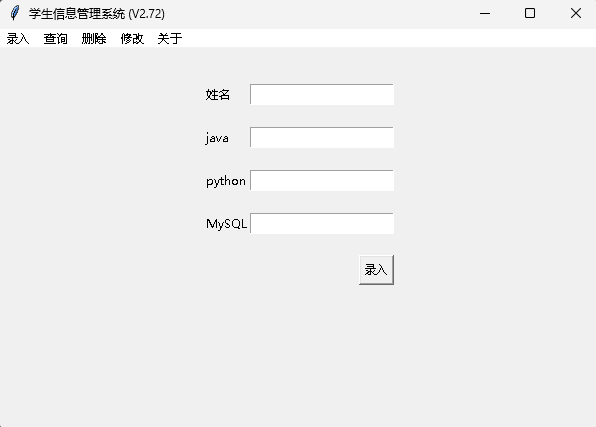 学生信息管理系统 (V2.72)
录入 查询 删除 修改 关于
姓名
java
python
MySQL
录入